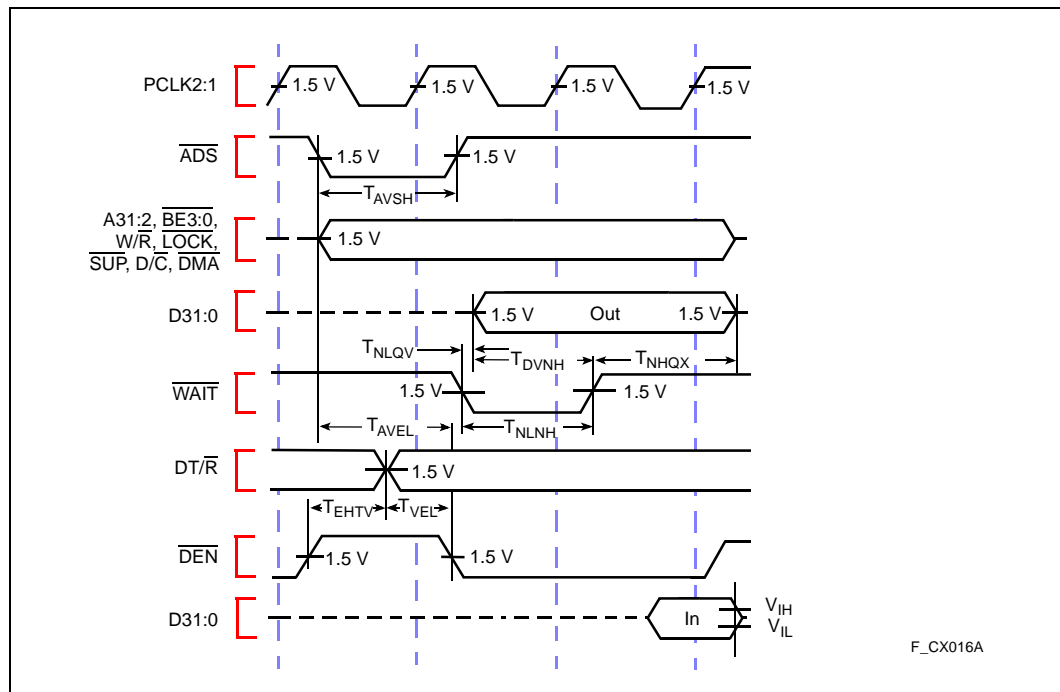 PCLK2:1
1.5 V 1.5 V 1.5 V 1.5 V
ADS
1.5 V 1.5 V
TAVSH
A31:2, BE3:0,
W/R, LOCK,
SUP, D/C, DMA
1.5 V
D31:0
1.5 V Out 1.5 V
TNLQV TDVNH TNHQX
WAIT
1.5 V 1.5 V
TAVEL TNLNH
DT/R
1.5 V
TEHTV TVEL
DEN
1.5 V 1.5 V
D31:0
In
VIH
VIL
F_CX016A